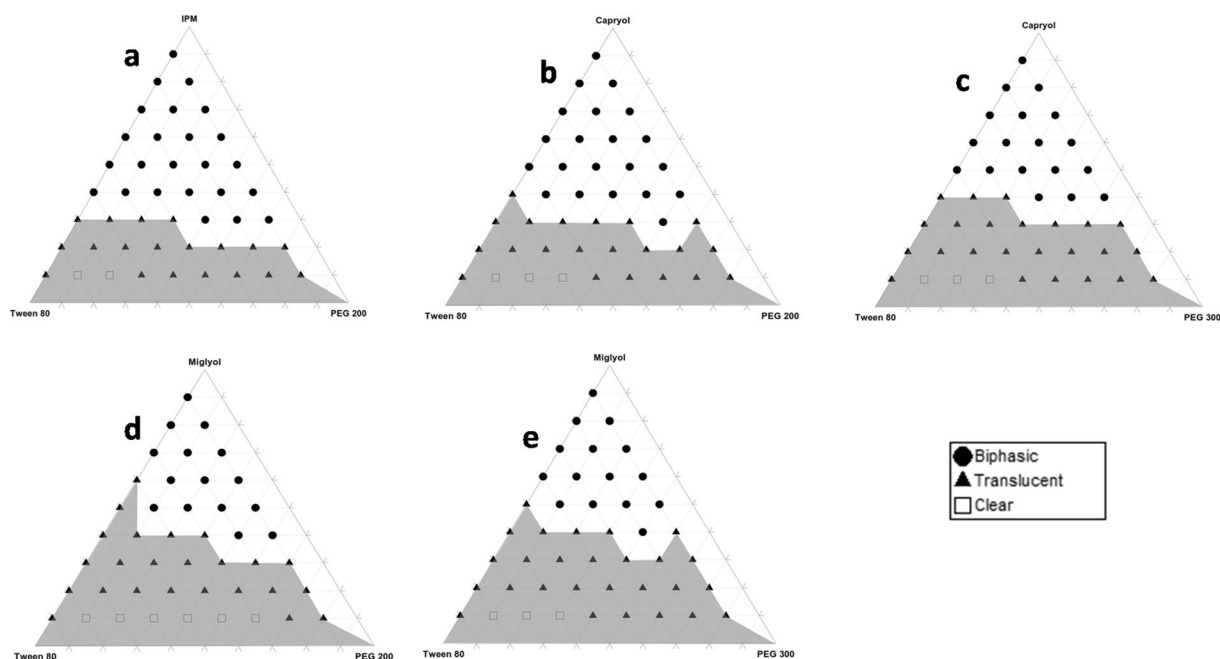 IPM
a
Tween 80
PEG 200
Capryol
b
Tween 80
PEG 200
Capryol
c
Tween 80
PEG 300
Miglyol
d
Tween 80
PEG 200
Miglyol
e
Tween 80
PEG 300
Biphasic
Translucent
Clear